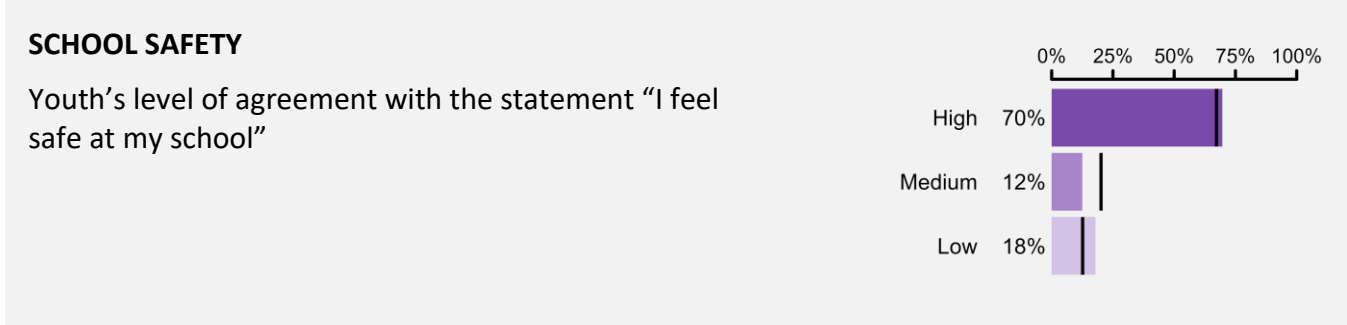 SCHOOL SAFETY
Youth’s level of agreement with the statement “I feel
safe at my school”
0% 25% 50% 75% 100%
High 70%
Medium 12%
Low 18%